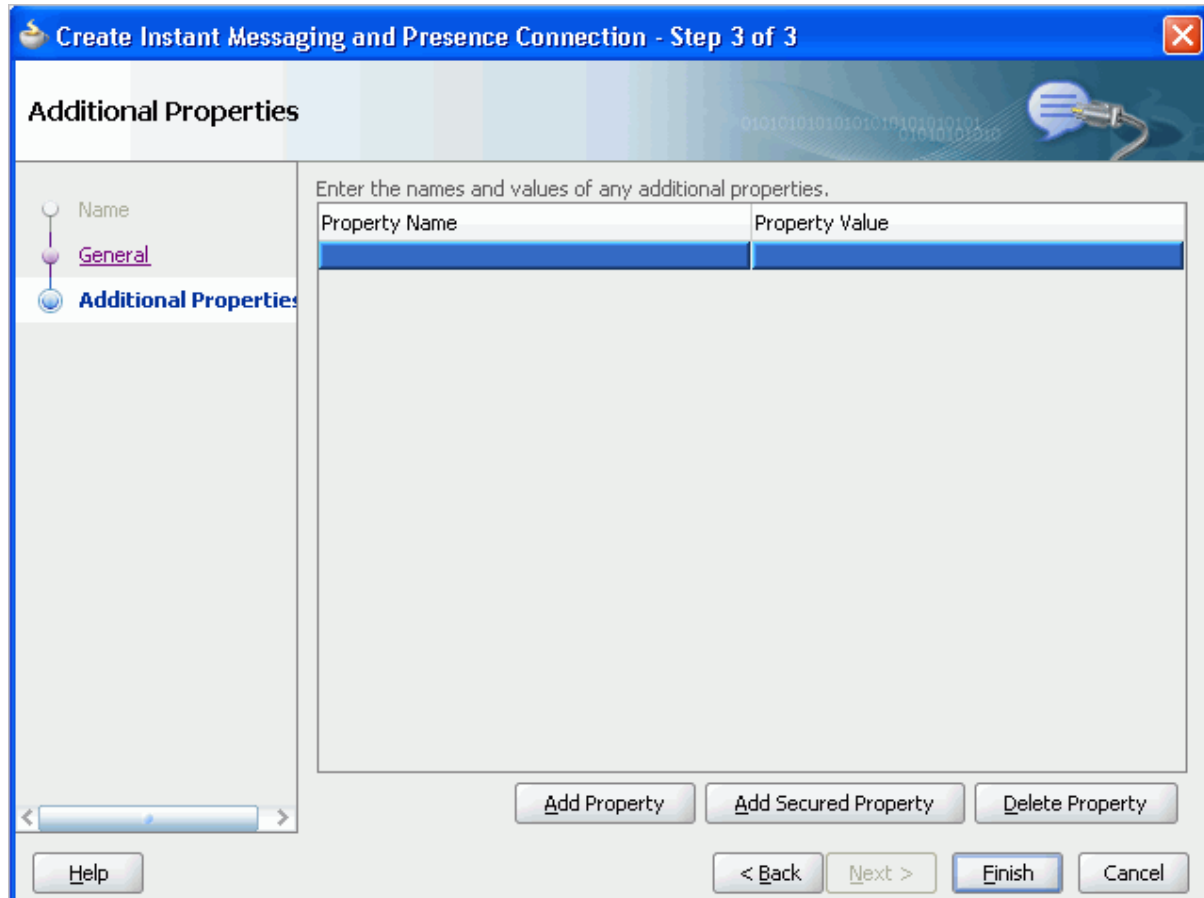 Create Instant Messaging and Presence Connection - Step 3 of 3
Additional Properties
Name
General
Additional Properties
Enter the names and values of any additional properties.
Property Name Property Value
Add Property Add Secured Property Delete Property
Help < Back Next > Finish Cancel